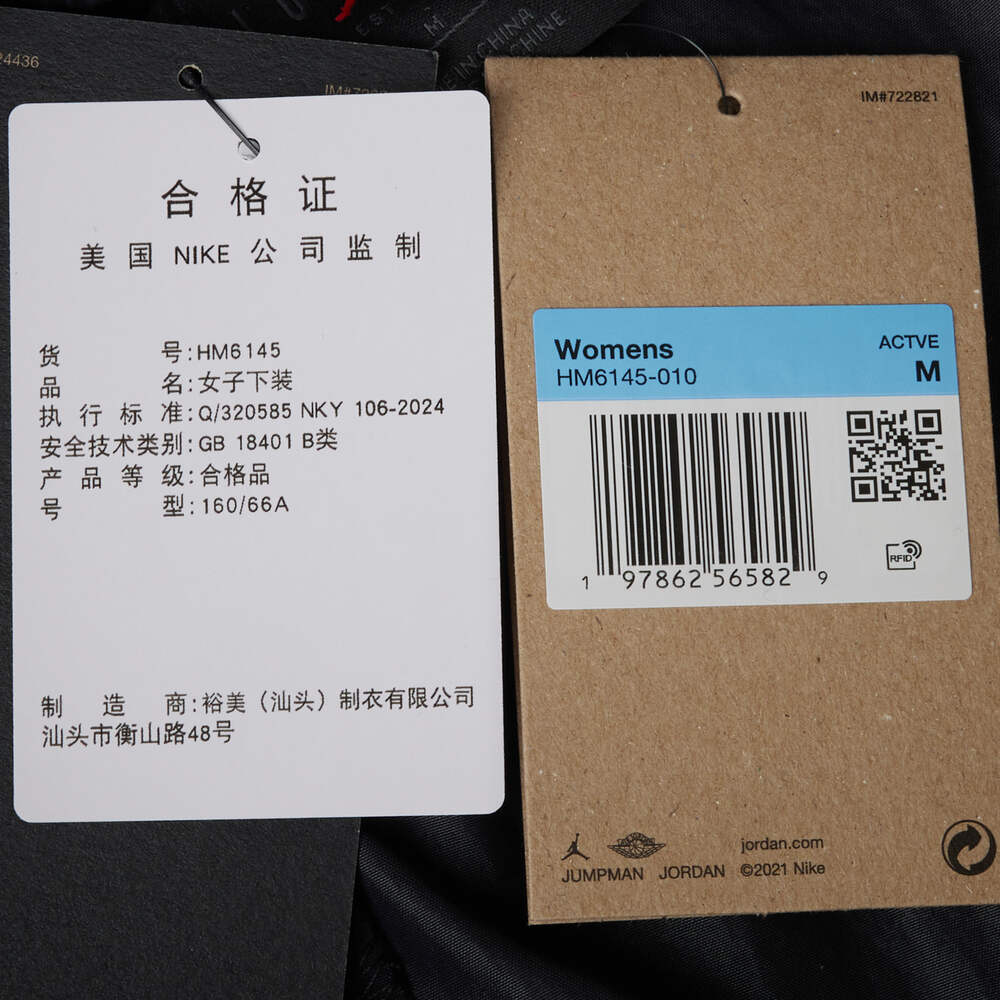 24436
EST
M
E IN CHINA
CHINE
合格证
美国 NIKE 公司监制
货号:HM6145
品名:女子下装
执行标准:Q/320585 NKY 106-2024
安全技术类别:GB 18401 B类
产品等级:合格品
号型:160/66A
制造商:裕美（汕头）制衣有限公司
汕头市衡山路48号
IM#722821
Womens
ACTVE
HM6145-010
M
RFID
1 97862 56582 9
jordan.com
JUMPMAN JORDAN ©2021 Nike